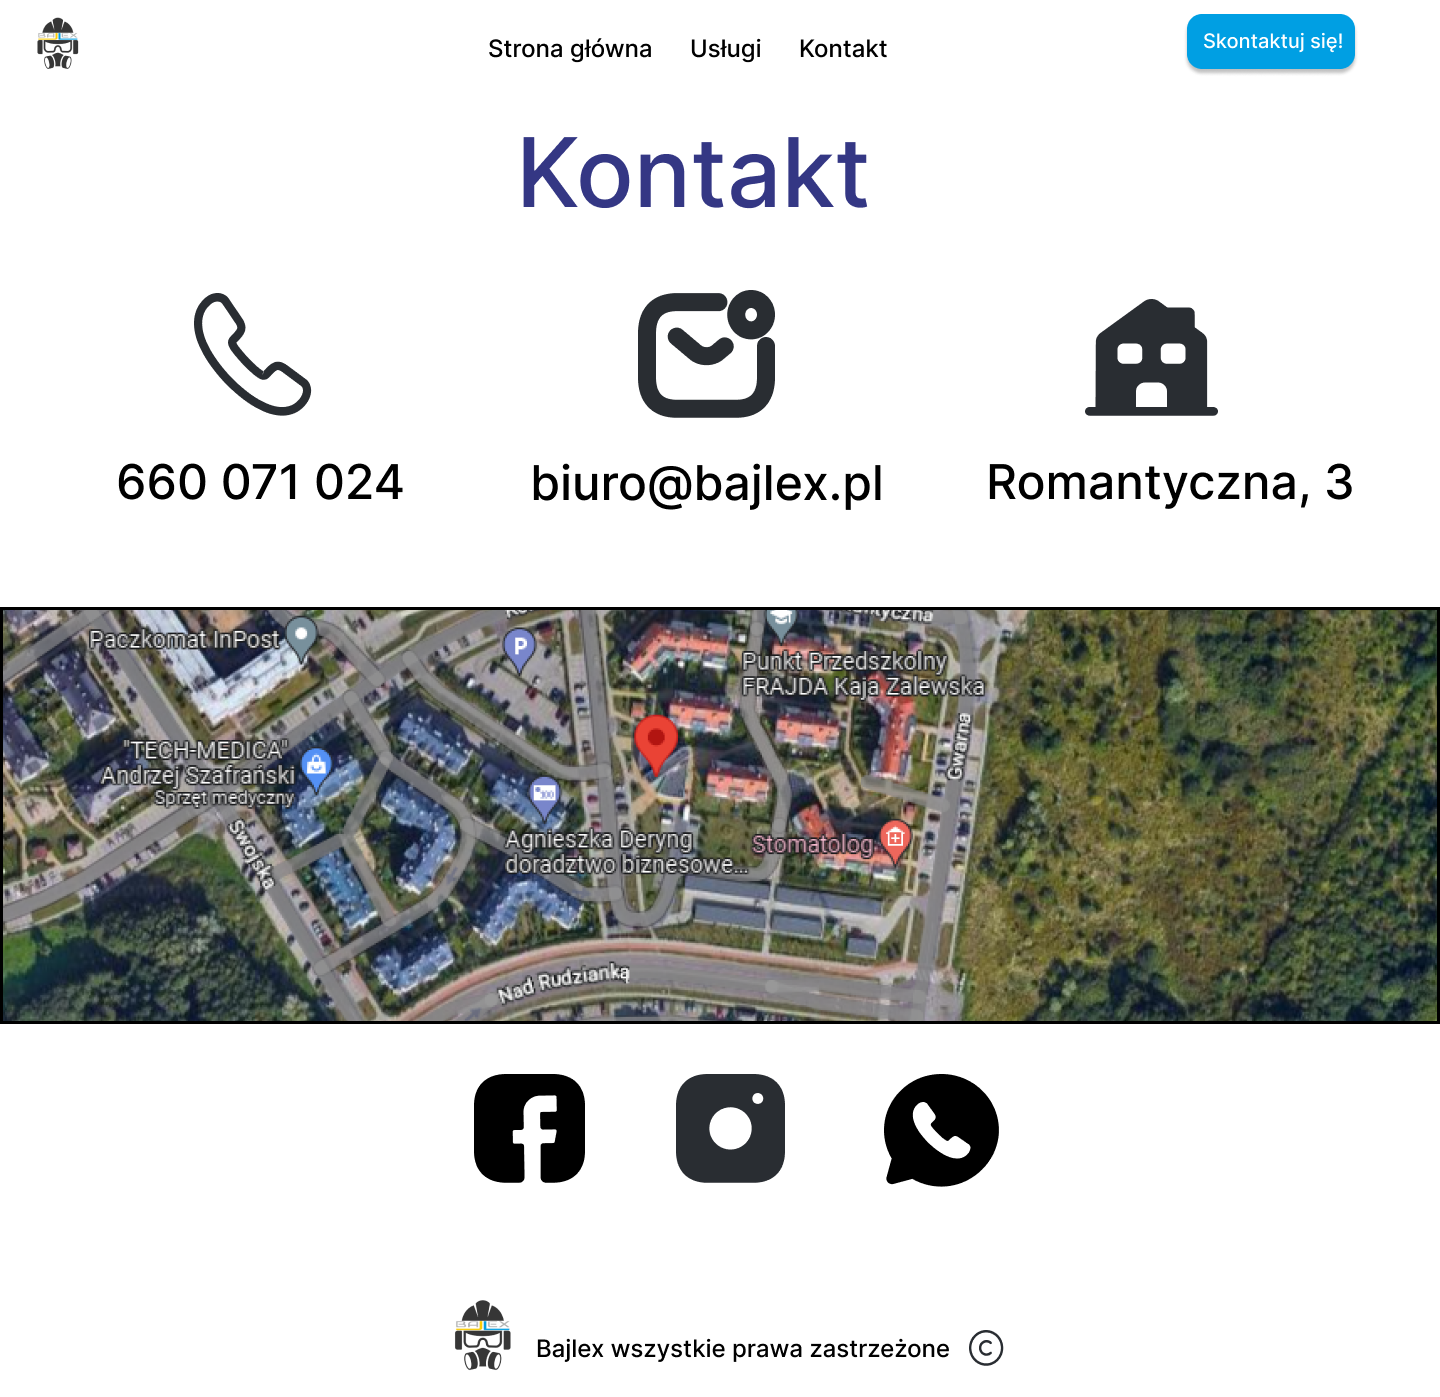 BAJLEX
Strona główna Usługi Kontakt
Skontaktuj się!
Kontakt
660 071 024
biuro@bajlex.pl
Romantyczna, 3
Paczkomat InPost
P
Punkt Przedszkolny
FRAJDA Kaja Zalewska
Gwarna
"TECH-MEDICA"
Andrzej Szafrański
Sprzęt medyczny
Swojska
Agnieszka Deryng
doradztwo biznesowe...
Stomatolog
Nad Rudzianką
BAJLEX
Bajlex wszystkie prawa zastrzeżone ©